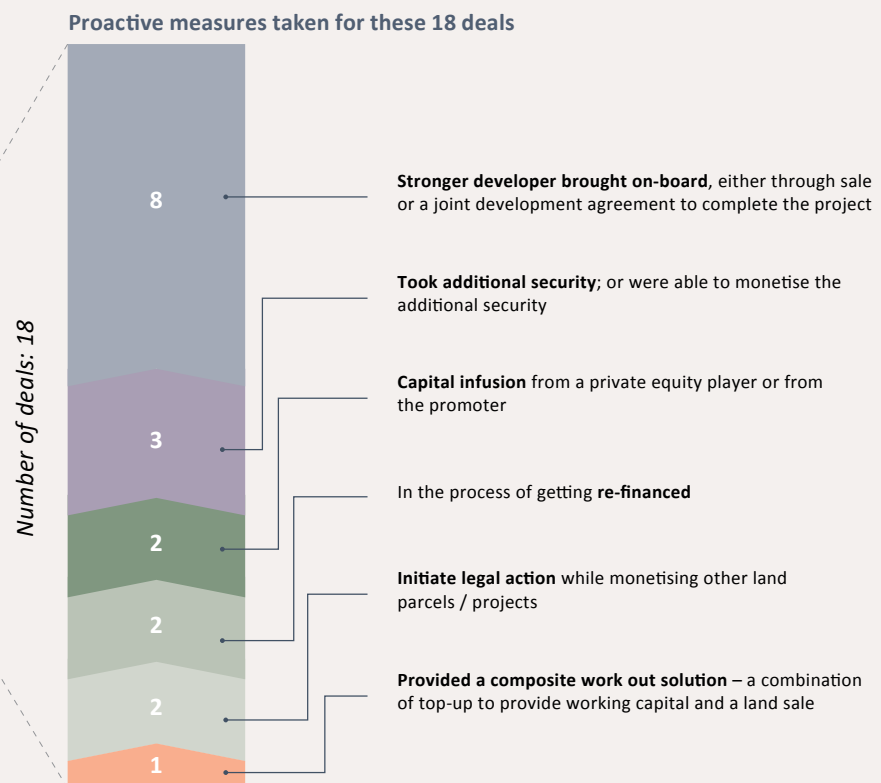 Proactive measures taken for these 18 deals
Number of deals: 18
8
Stronger developer brought on-board, either through sale
or a joint development agreement to complete the project
3
Took additional security; or were able to monetise the
additional security
2
Capital infusion from a private equity player or from
the promoter
2
In the process of getting re-financed
2
Initiate legal action while monetising other land
parcels / projects
1
Provided a composite work out solution – a combination
of top-up to provide working capital and a land sale